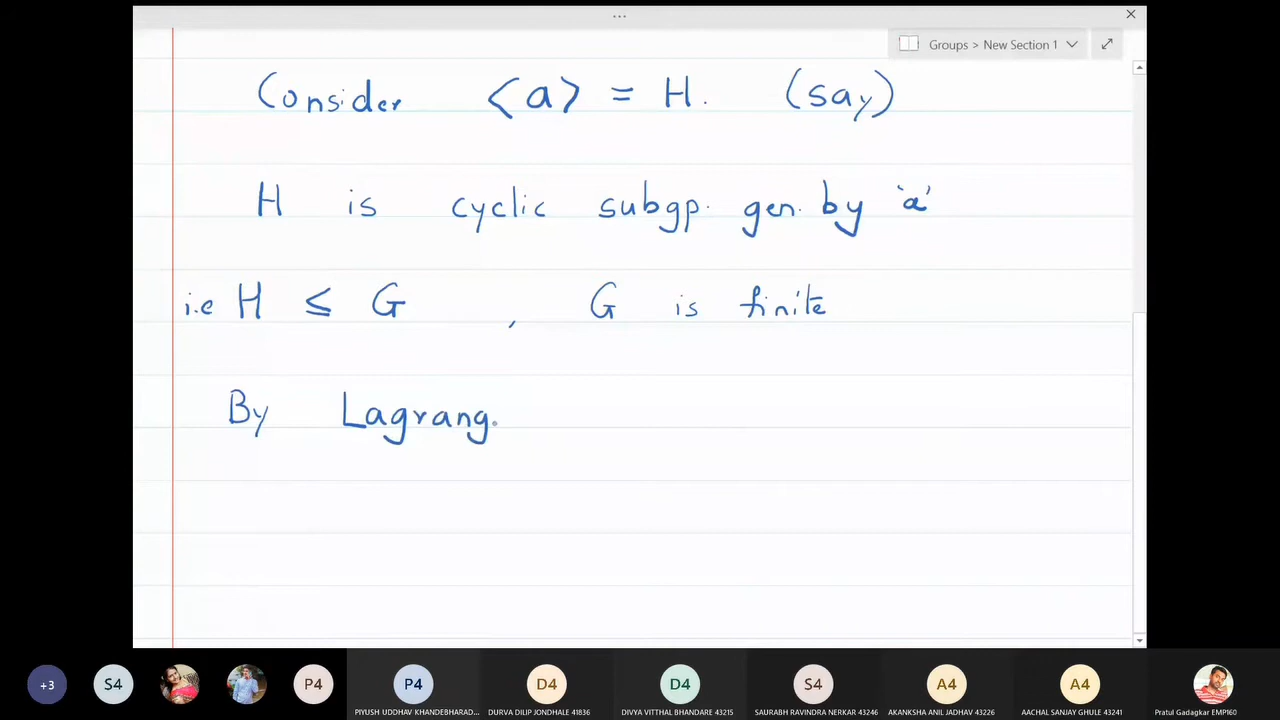 Groups > New Section 1
Consider <a> = H. (say)
H is cyclic subgp. gen. by 'a'
i.e H ≤ G , G is finite
By Lagrang.
+3
S4
P4
P4
D4
D4
S4
A4
A4
PIYUSH UDDHAV KHANDEBHARAD...
DURVA DILIP JONDHALE 41836
DIVYA VITTHAL BHANDARE 43215
SAURABH RAVINDRA NERKAR 43246
AKANKSHA ANIL JADHAV 43226
AACHAL SANJAY GHULE 43241
Pratul Gadagkar EMP160